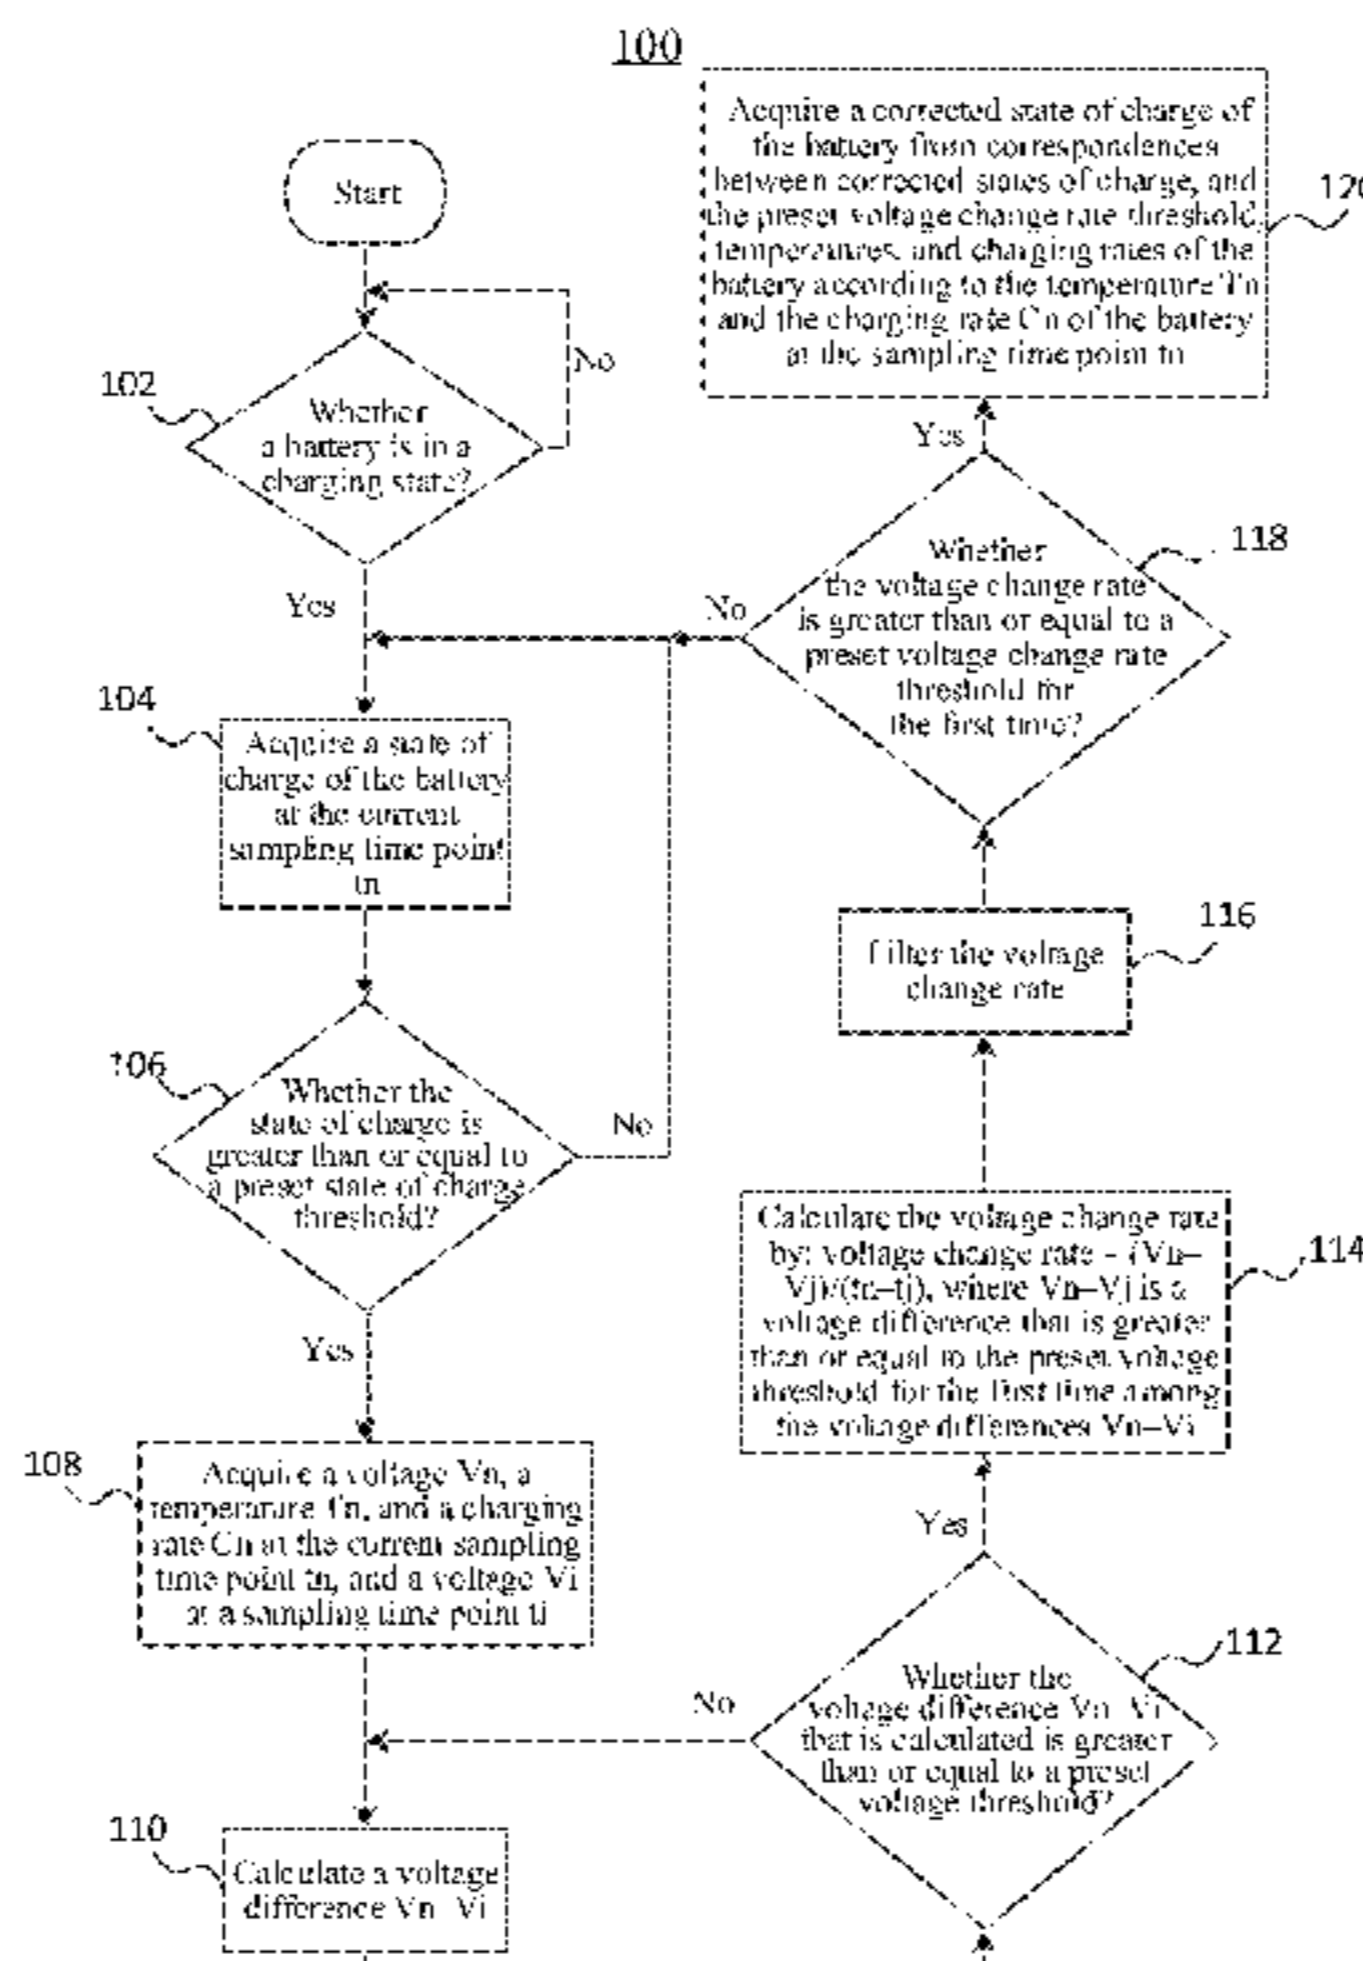 100
Start
No
102
Whether
a battery is in a
charging state?
Yes
104
Acquire a state of
charge of the battery
at the current
sampling time point
tn
106
Whether the
state of charge is
greater than or equal to
a preset state of charge
threshold?
No
Yes
108
Acquire a voltage Vn, a
temperature Tn, and a charging
rate Cn at the current sampling
time point tn, and a voltage Vi
at a sampling time point ti
110
Calculate a voltage
difference Vn–Vi
112
Whether the
voltage difference Vn–Vi
that is calculated is greater
than or equal to a preset
voltage threshold?
No
Yes
114
Calculate the voltage change rate
by: voltage change rate = (Vn–
Vj)/(tn–tj), where Vn–Vj is a
voltage difference that is greater
than or equal to the preset voltage
threshold for the first time among
the voltage differences Vn–Vi
116
Filter the voltage
change rate
118
Whether
the voltage change rate
is greater than or equal to a
preset voltage change rate
threshold for
the first time?
No
Yes
Acquire a corrected state of charge of
the battery from correspondences
between corrected states of charge, and
the preset voltage change rate threshold,
temperatures, and charging rates of the
battery according to the temperature Tn
and the charging rate Cn of the battery
at the sampling time point tn